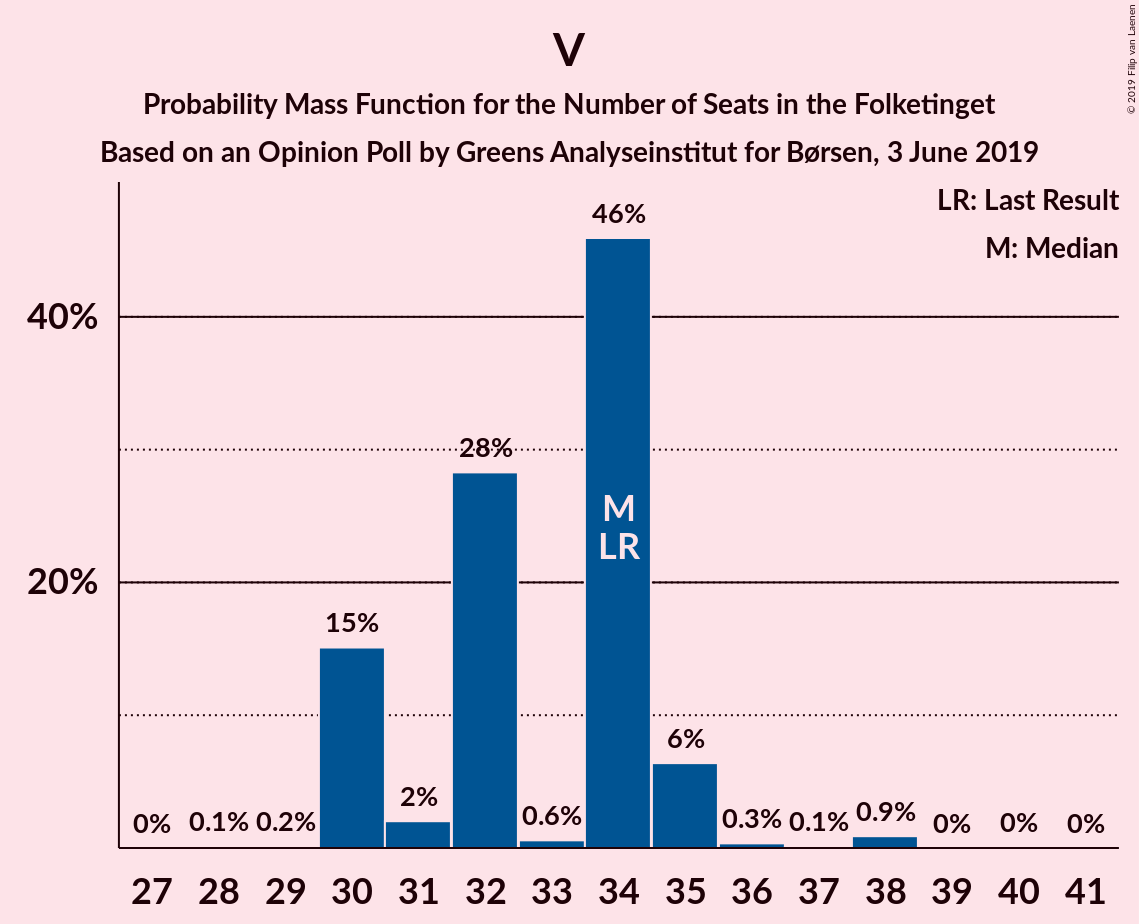 V
Probability Mass Function for the Number of Seats in the Folketinget
Based on an Opinion Poll by Greens Analyseinstitut for Børsen, 3 June 2019
© 2019 Filip van Laenen
LR: Last Result
M: Median
40%
20%
0%
0.1%
0.2%
15%
2%
28%
0.6%
46%
M
LR
6%
0.3%
0.1%
0.9%
0%
0%
0%
27 28 29 30 31 32 33 34 35 36 37 38 39 40 41